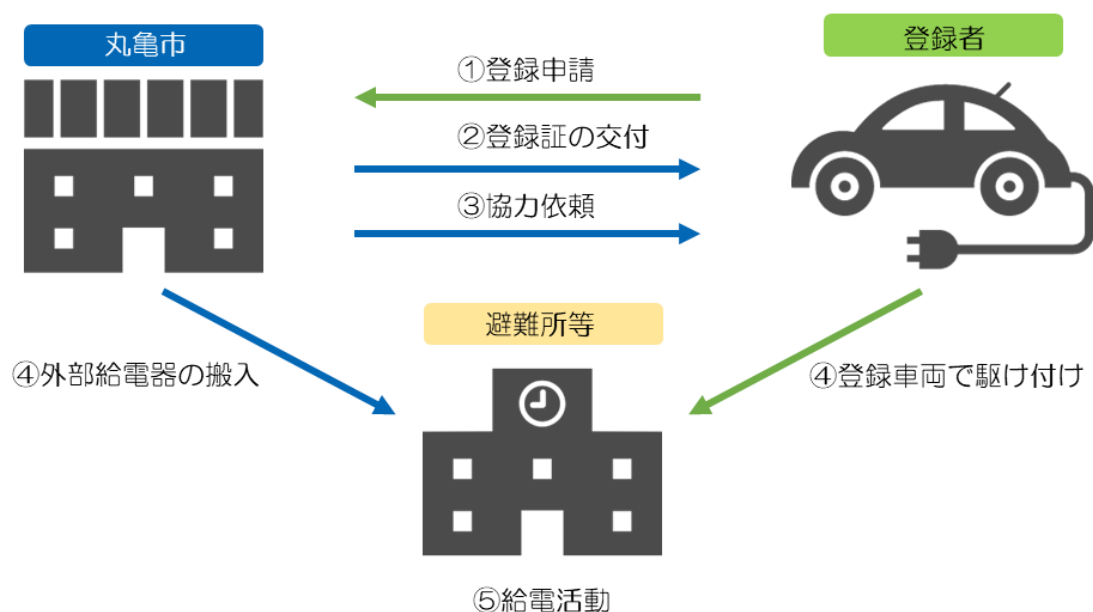 丸亀市
登録者
①登録申請
②登録証の交付
③協力依頼
避難所等
④外部給電器の搬入
④登録車両で駆け付け
⑤給電活動